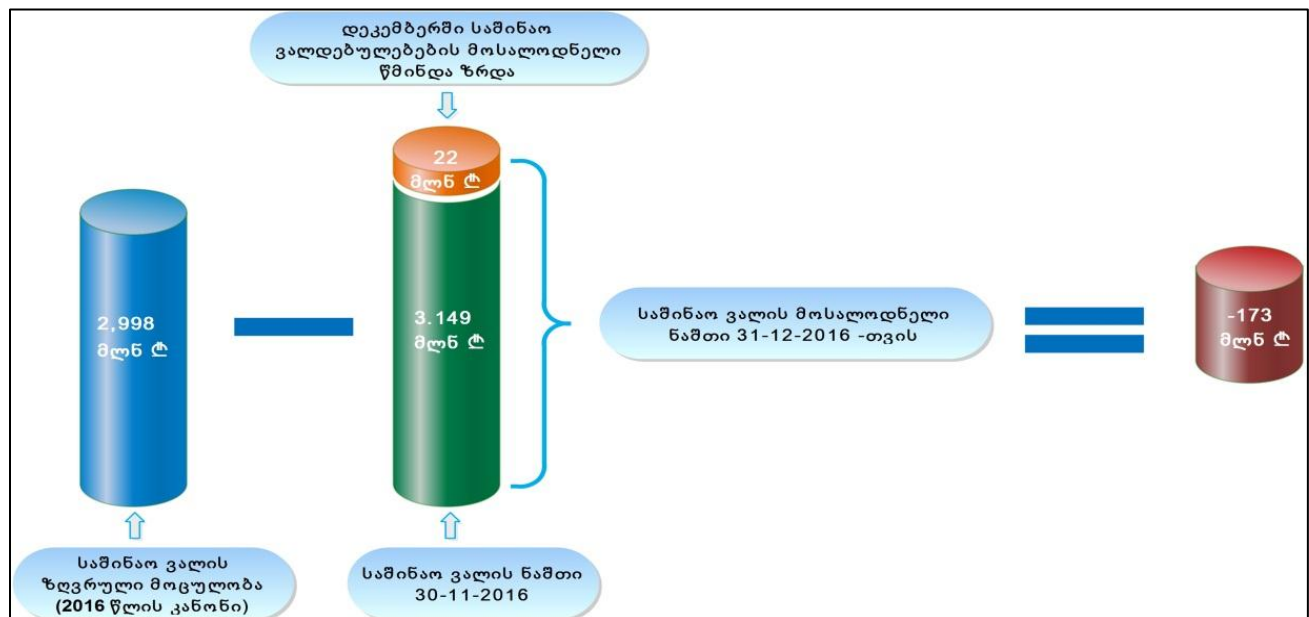 დეკემბერში საშინაო
ვალდებულებების მოსალოდნელი
წმინდა ზრდა
22
მლნ ₾
2,998
მლნ ₾
3.149
მლნ ₾
საშინაო ვალის მოსალოდნელი
ნაშთი 31-12-2016 -თვის
-173
მლნ ₾
საშინაო ვალის
ზღვრული მოცულობა
(2016 წლის კანონი)
საშინაო ვალის ნაშთი
30-11-2016